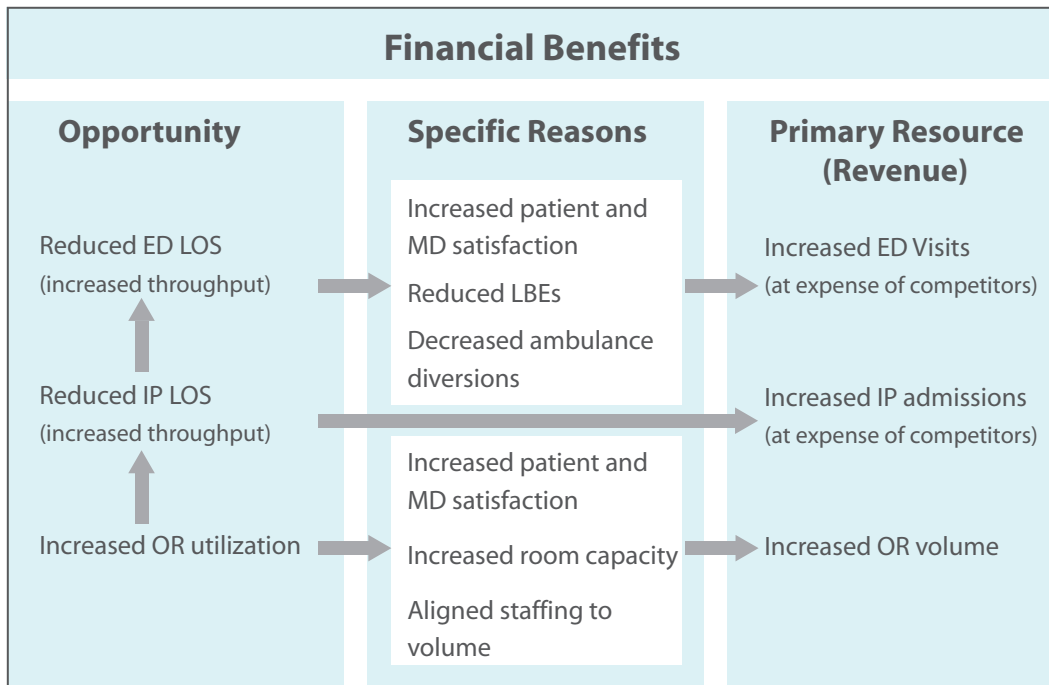 Financial Benefits
Opportunity
Reduced ED LOS
(increased throughput)
Reduced IP LOS
(increased throughput)
Increased OR utilization
Specific Reasons
Increased patient and
MD satisfaction
Reduced LBEs
Decreased ambulance
diversions
Increased patient and
MD satisfaction
Increased room capacity
Aligned staffing to
volume
Primary Resource
(Revenue)
Increased ED Visits
(at expense of competitors)
Increased IP admissions
(at expense of competitors)
Increased OR volume